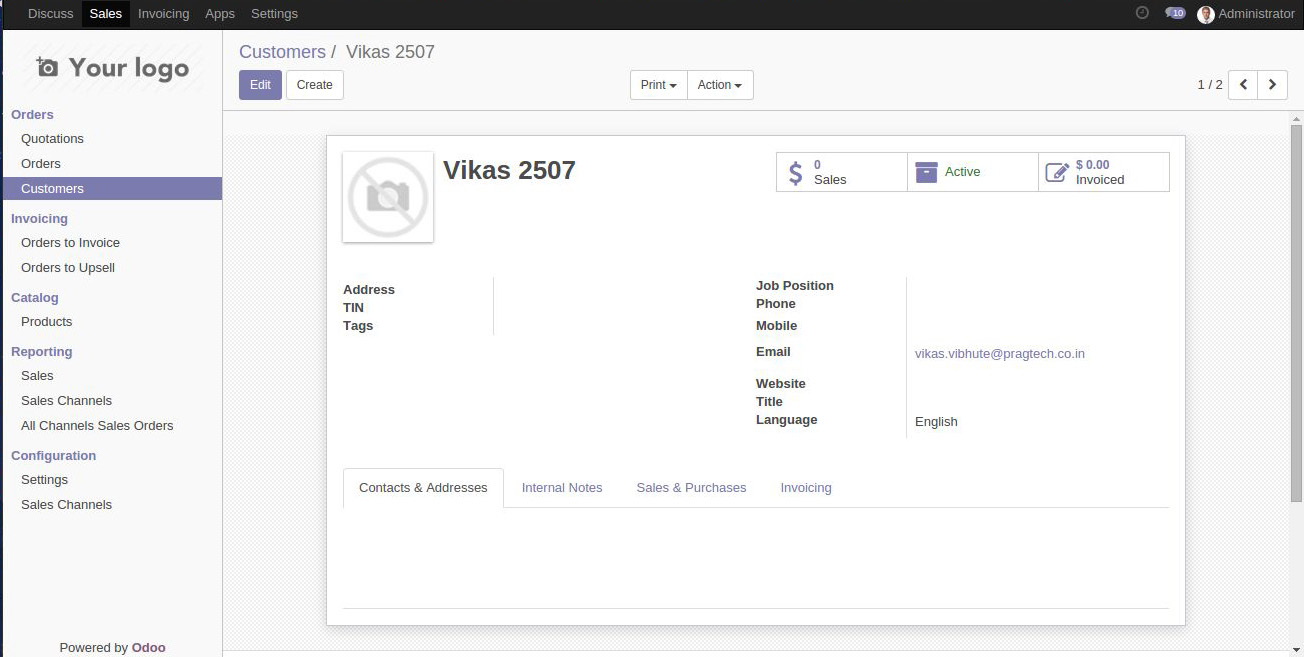 Discuss Sales Invoicing Apps Settings 10 Administrator
Your logo
Customers / Vikas 2507
Edit Create Print Action 1 / 2
Orders
Quotations
Orders
Customers
Invoicing
Orders to Invoice
Orders to Upsell
Catalog
Products
Reporting
Sales
Sales Channels
All Channels Sales Orders
Configuration
Settings
Sales Channels
Powered by Odoo
Vikas 2507
0
Sales
Active
$ 0.00
Invoiced
Address
TIN
Tags
Job Position
Phone
Mobile
Email vikas.vibhute@pragtech.co.in
Website
Title
Language English
Contacts & Addresses Internal Notes Sales & Purchases Invoicing